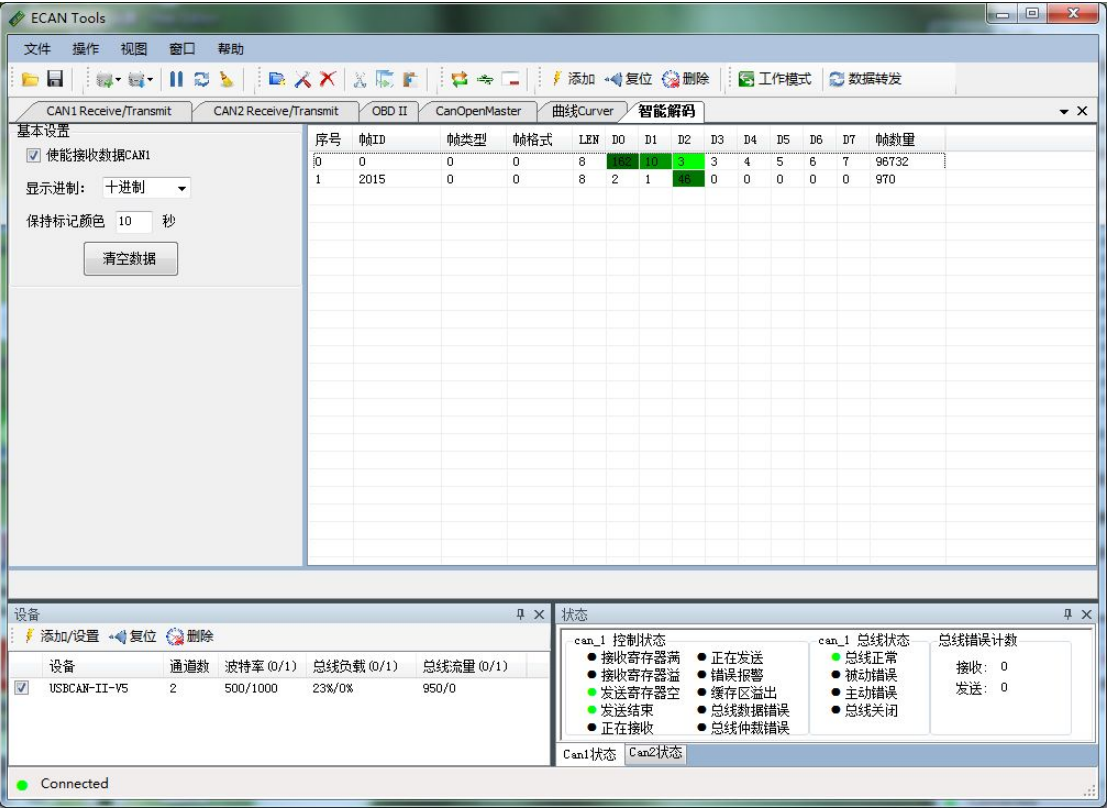 ECAN Tools
文件 操作 视图 窗口 帮助
添加 复位 删除 工作模式 数据转发
CAN1 Receive/Transmit CAN2 Receive/Transmit OBD II CanOpenMaster 曲线Curver 智能解码
基本设置
使能接收数据CAN1
显示进制: 十进制
保持标记颜色 10 秒
清空数据
序号 帧ID 帧类型 帧格式 LEN D0 D1 D2 D3 D4 D5 D6 D7 帧数量
0 0 0 0 8 162 10 3 3 4 5 6 7 96732
1 2015 0 0 8 2 1 46 0 0 0 0 0 970
设备
添加/设置 复位 删除
设备 通道数 波特率(0/1) 总线负载(0/1) 总线流量(0/1)
USBCAN-II-V5 2 500/1000 23%/0% 950/0
状态
can_1 控制状态
接收寄存器满 正在发送
接收寄存器溢 错误报警
发送寄存器空 缓存区溢出
发送结束 总线数据错误
正在接收 总线仲裁错误
can_1 总线状态
总线正常
被动错误
主动错误
总线关闭
总线错误计数
接收: 0
发送: 0
Can1状态 Can2状态
Connected